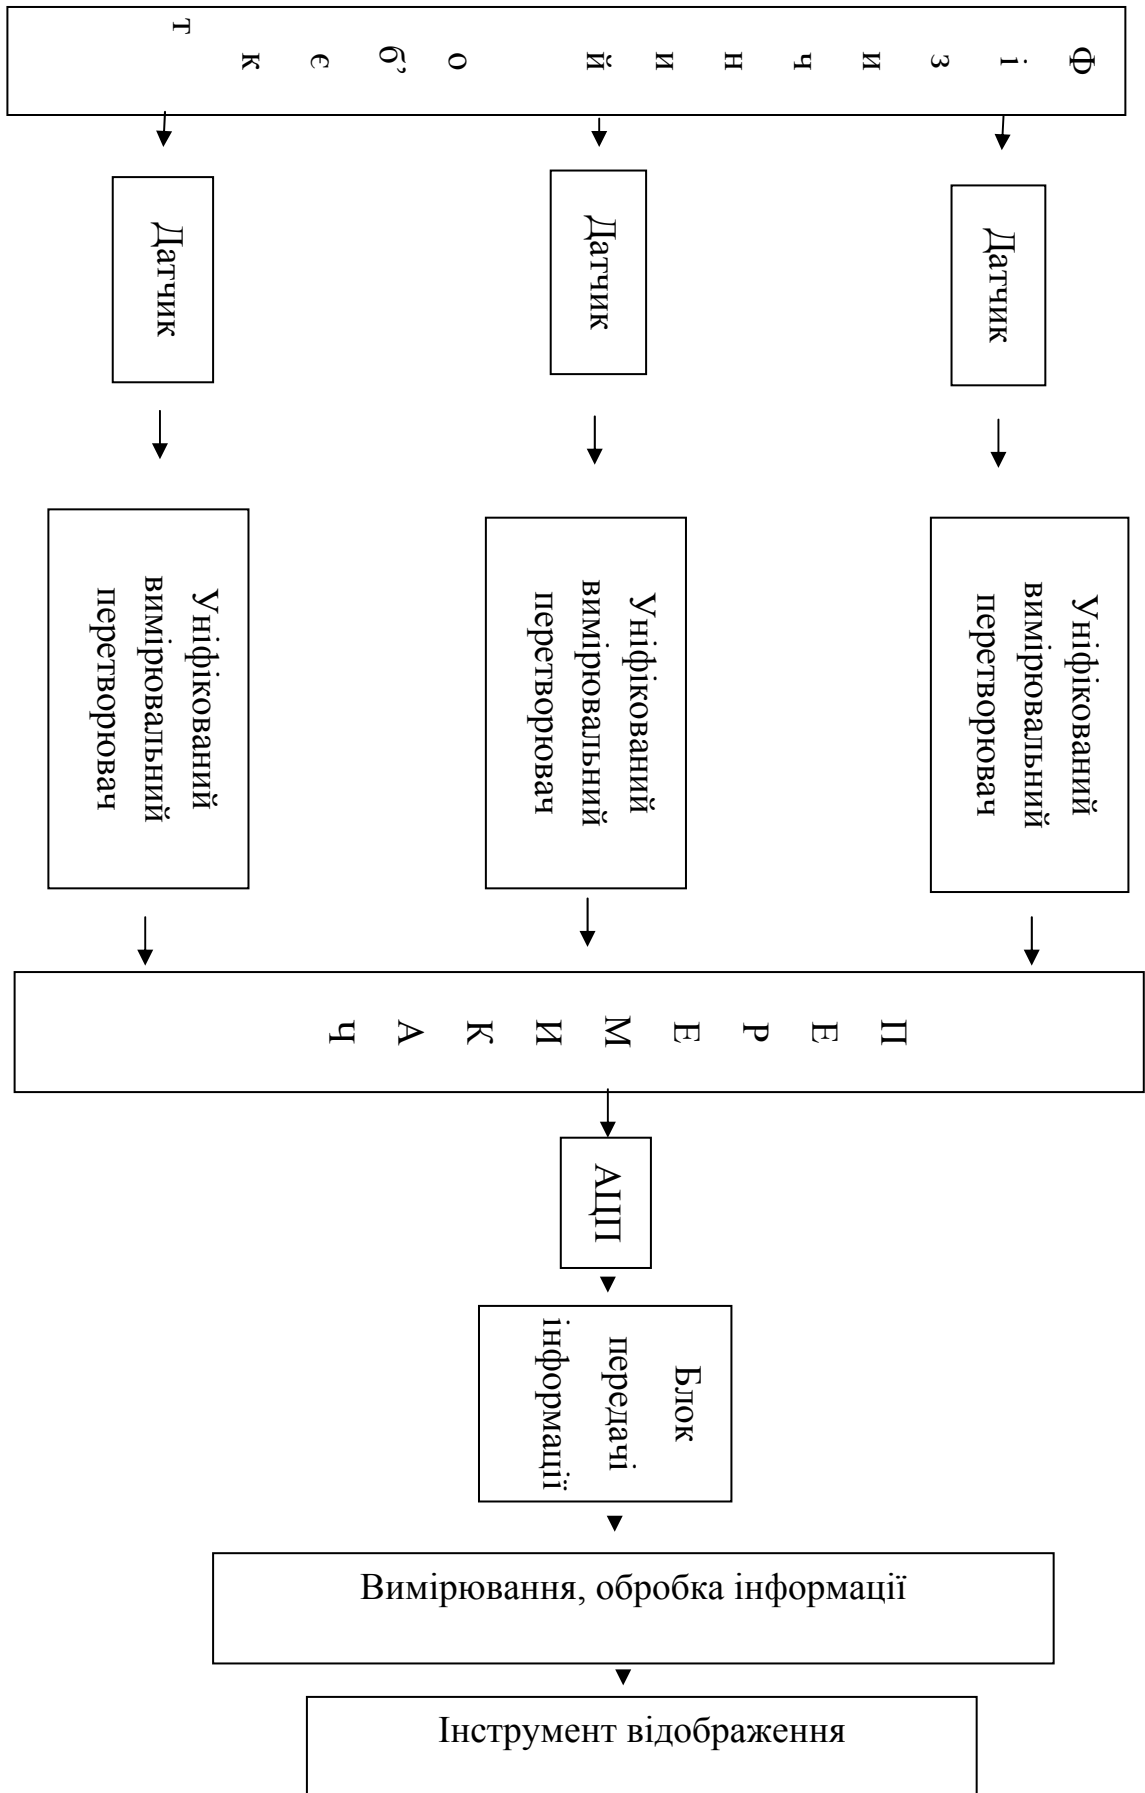 Фізичний об’єкт
Датчик
Датчик
Датчик
Уніфікований
вимірювальний
перетворювач
Уніфікований
вимірювальний
перетворювач
Уніфікований
вимірювальний
перетворювач
ПЕРЕМИКАЧ
АЦП
Блок
передачі
інформації
Вимірювання, обробка інформації
Інструмент відображення